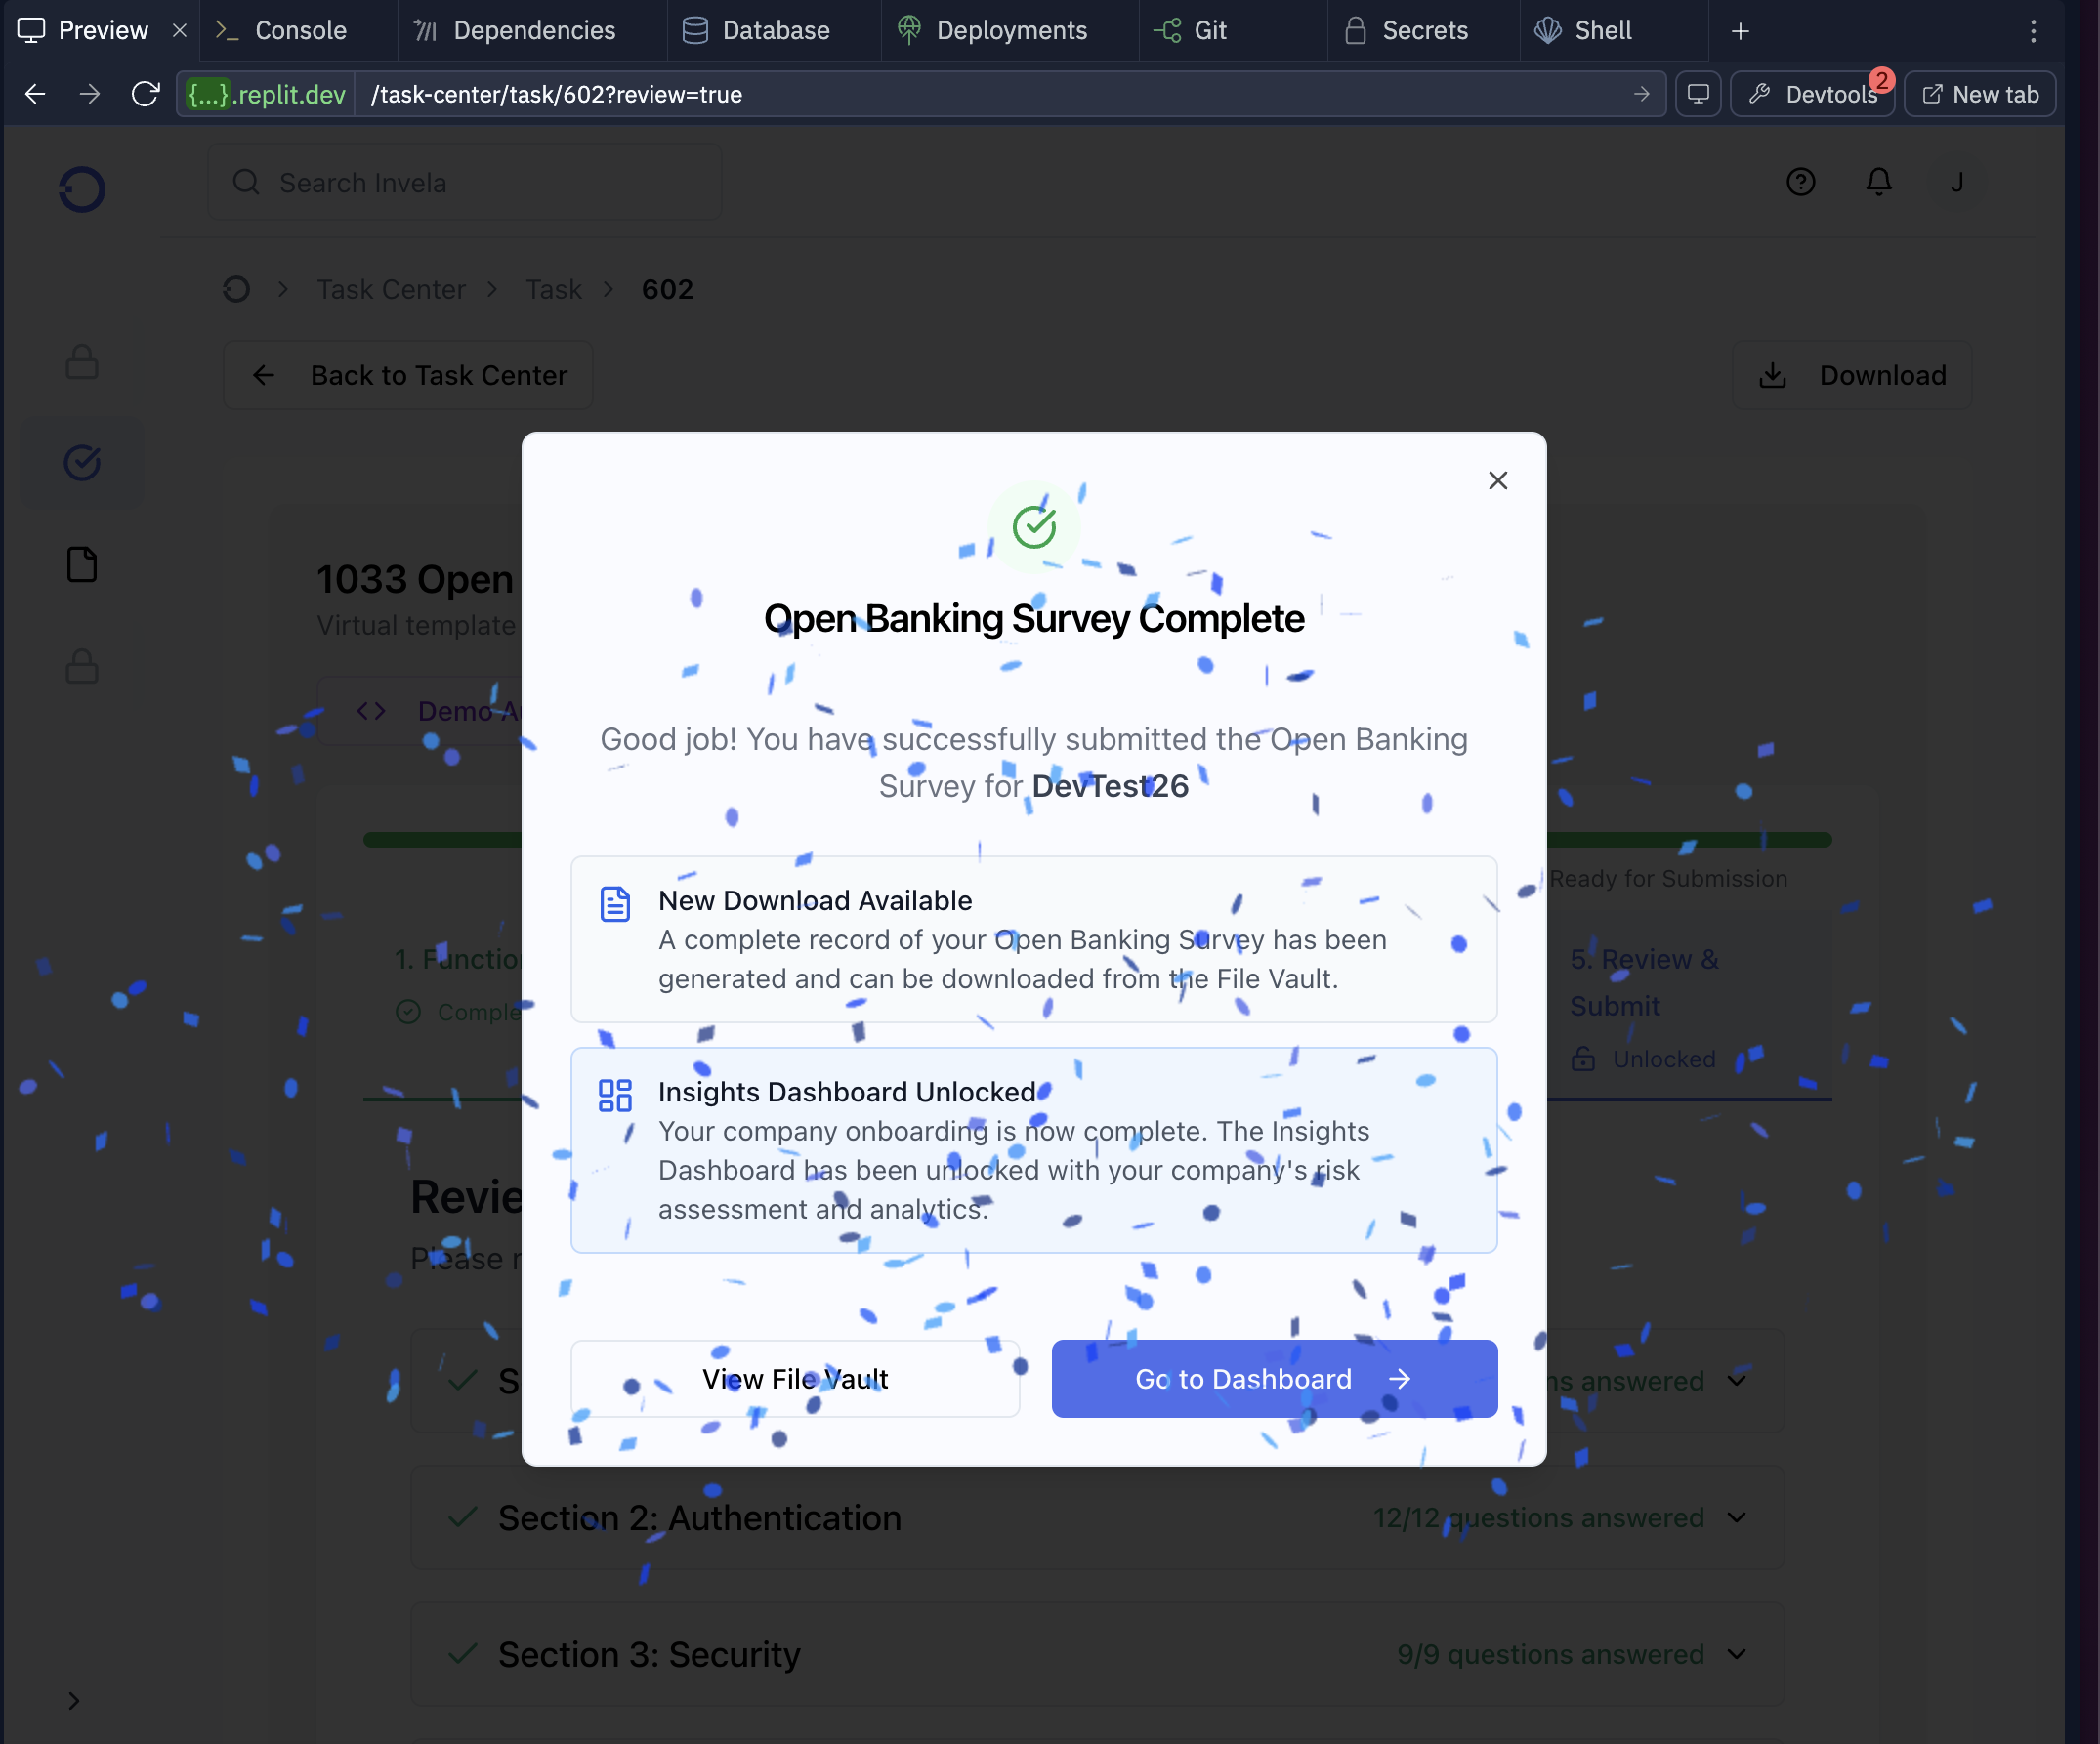 Preview
Console
Dependencies
Database
Deployments
Git
Secrets
Shell
{...}.replit.dev
/task-center/task/602?review=true
Devtools
2
New tab
Search Invela
J
Task Center
Task
602
Back to Task Center
Download
1033 Open
Virtual template
Demo
Open Banking Survey Complete
Good job! You have successfully submitted the Open Banking
Survey for DevTest26
Ready for Submission
New Download Available
A complete record of your Open Banking Survey has been
generated and can be downloaded from the File Vault.
1. Functio
Comple
5. Review &
Submit
Unlocked
Insights Dashboard Unlocked
Your company onboarding is now complete. The Insights
Dashboard has been unlocked with your company's risk
assessment and analytics.
Revie
Please r
View File Vault
Go to Dashboard
S
ns answered
Section 2: Authentication
12/12 questions answered
Section 3: Security
9/9 questions answered